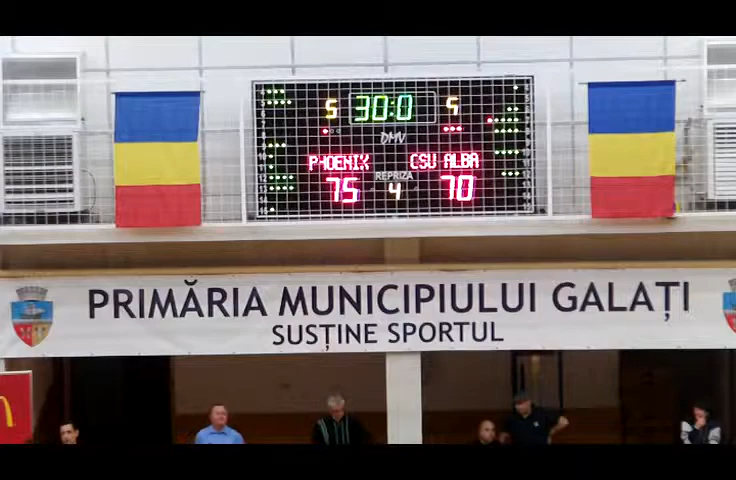 5 30:0 5
DMV
PHOENIX CSU ALBA
REPRIZA
75 4 70
PRIMĂRIA MUNICIPIULUI GALAȚI
SUSȚINE SPORTUL